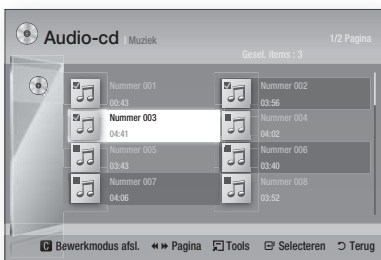 Audio-cd | Muziek
1/2 Pagina
Gesel. items : 3
Nummer 001
00:43
Nummer 002
03:56
Nummer 003
04:41
Nummer 004
04:02
Nummer 005
03:43
Nummer 006
03:40
Nummer 007
04:06
Nummer 008
03:52
C Bewerkmodus afsl. Pagina Tools Selecteren Terug